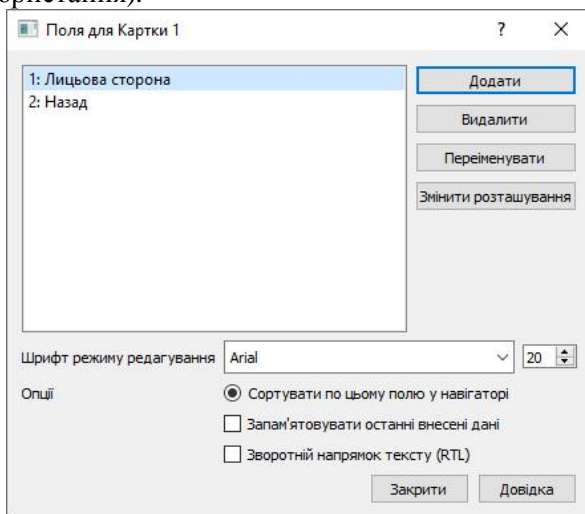 ористання).
Поля для Картки 1 ?
1: Лицьова сторона
2: Назад
Додати
Видалити
Переіменувати
Змінити розташування
Шрифт режиму редагування Arial 20
Опції Сортувати по цьому полю у навігаторі
Запам'ятовувати останні внесені дані
Зворотній напрямок тексту (RTL)
Закрити Довідка